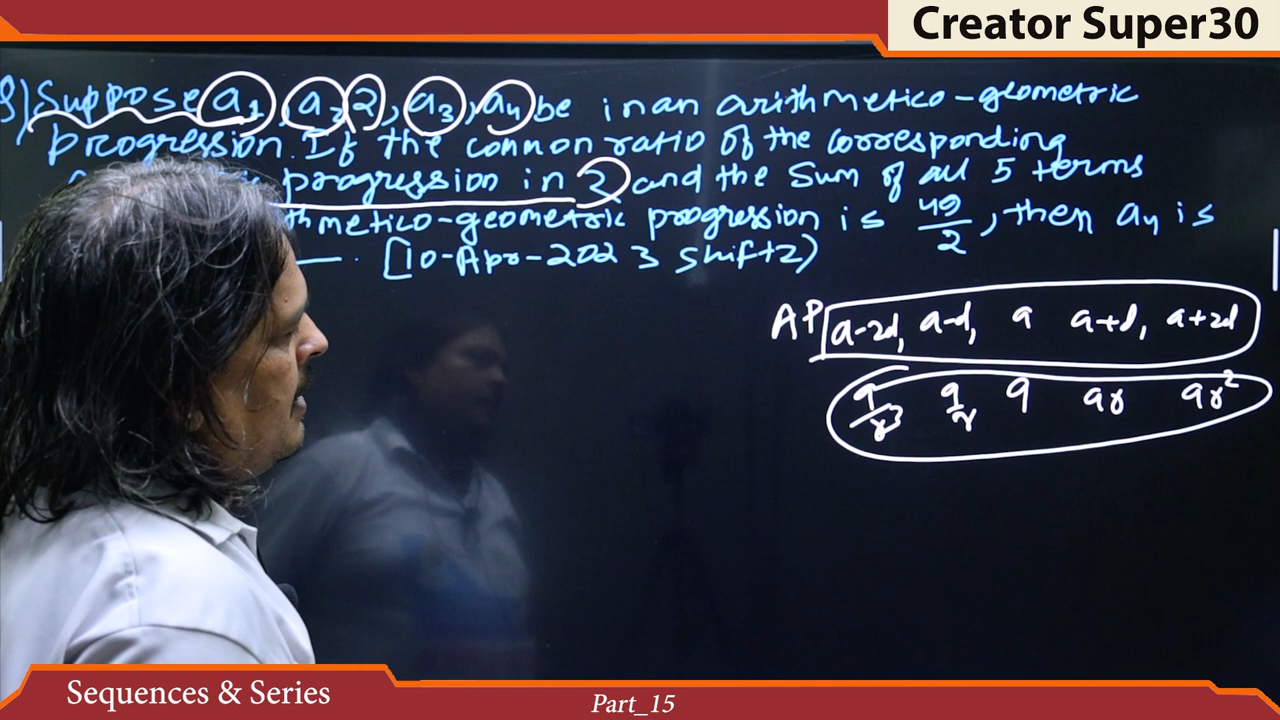 Creator Super30
8) Suppose a₁, a₂, 2, a₃, a₄ be in an arithmetico-geometric
progression. If the common ratio of the corresponding
progression in 2 and the sum of all 5 terms
thmetico-geometric progression is 49/2, then a₄ is
—. [10-Apr-2023 shift2)
AP a-2d, a-d, a a+d, a+2d
a/r² a/r a ar ar²
Sequences & Series
Part_15